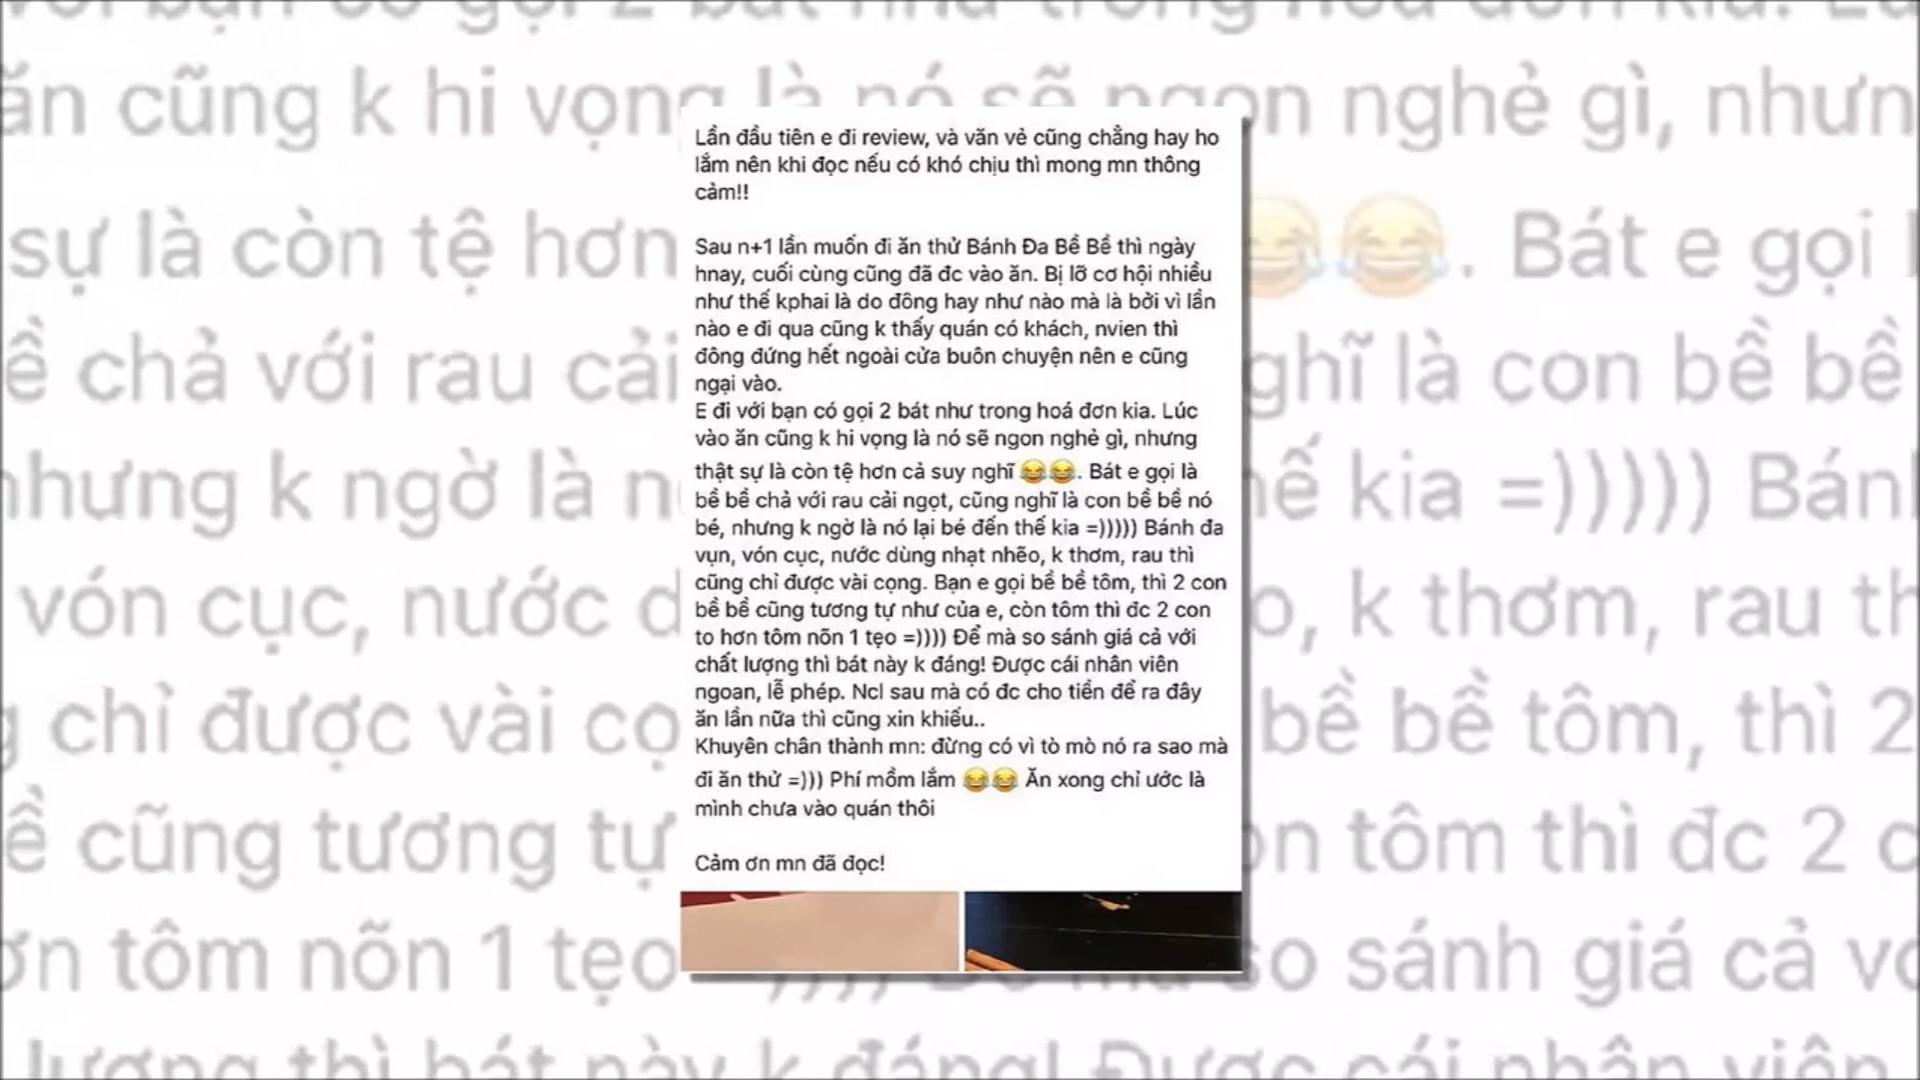 Lần đầu tiên e đi review, và văn vẻ cũng chẳng hay ho
lắm nên khi đọc nếu có khó chịu thì mong mn thông
cảm!!
Sau n+1 lần muốn đi ăn thử Bánh Đa Bề Bề thì ngày
hnay, cuối cùng cũng đã đc vào ăn. Bị lỡ cơ hội nhiều
như thế kphai là do đông hay như nào mà là bởi vì lần
nào e đi qua cũng k thấy quán có khách, nvien thì
đông đứng hết ngoài cửa buôn chuyện nên e cũng
ngại vào.
E đi với bạn có gọi 2 bát như trong hoá đơn kia. Lúc
vào ăn cũng k hi vọng là nó sẽ ngon nghẻ gì, nhưng
thật sự là còn tệ hơn cả suy nghĩ 😂😂. Bát e gọi là
bề bề chả với rau cải ngọt, cũng nghĩ là con bề bề nó
bé, nhưng k ngờ là nó lại bé đến thế kia =))))) Bánh đa
vụn, vón cục, nước dùng nhạt nhẽo, k thơm, rau thì
cũng chỉ được vài cọng. Bạn e gọi bề bề tôm, thì 2 con
bề bề cũng tương tự như của e, còn tôm thì đc 2 con
to hơn tôm nõn 1 tẹo =)))) Để mà so sánh giá cả với
chất lượng thì bát này k đáng! Được cái nhân viên
ngoan, lễ phép. Ncl sau mà có đc cho tiền để ra đây
ăn lần nữa thì cũng xin khiếu..
Khuyên chân thành mn: đừng có vì tò mò nó ra sao mà
đi ăn thử =))) Phí mồm lắm 😂😂 Ăn xong chỉ ước là
mình chưa vào quán thôi
Cảm ơn mn đã đọc!